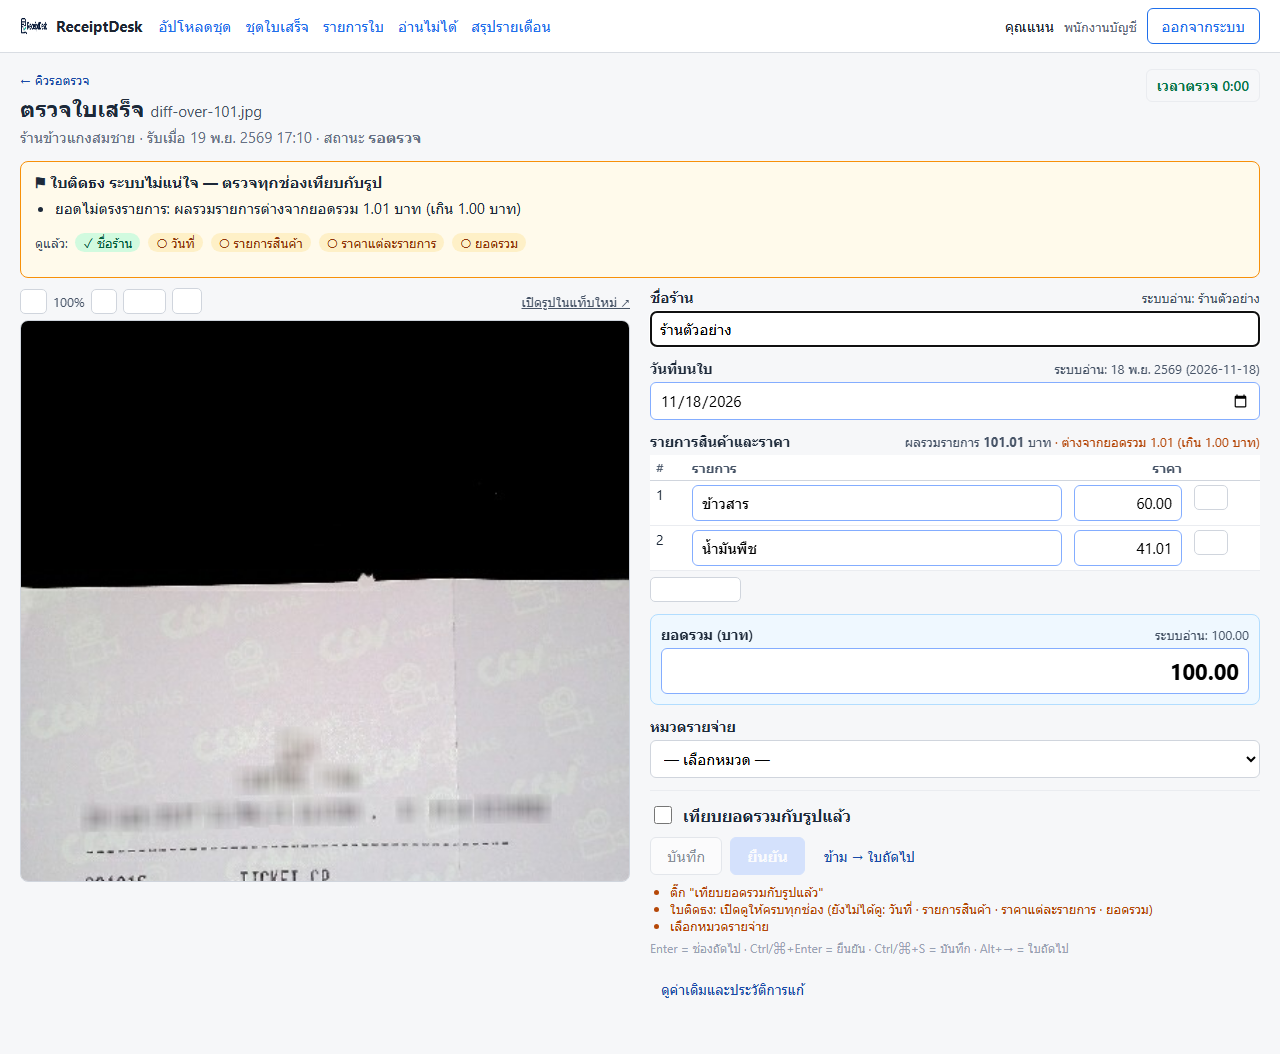 ReceiptDesk อัปโหลดชุด ชุดใบเสร็จ รายการใบ อ่านไม่ได้ สรุปรายเดือน คุณแนน พนักงานบัญชี ออกจากระบบ
← คิวรอตรวจ
เวลาตรวจ 0:00
ตรวจใบเสร็จ diff-over-101.jpg
ร้านข้าวแกงสมชาย · รับเมื่อ 19 พ.ย. 2569 17:10 · สถานะ รอตรวจ
⚑ ใบติดธง ระบบไม่แน่ใจ — ตรวจทุกช่องเทียบกับรูป
• ยอดไม่ตรงรายการ: ผลรวมรายการต่างจากยอดรวม 1.01 บาท (เกิน 1.00 บาท)
ดูแล้ว: ✓ ชื่อร้าน ○ วันที่ ○ รายการสินค้า ○ ราคาแต่ละรายการ ○ ยอดรวม
100% เปิดรูปในแท็บใหม่ ↗
CGV CINEMAS
CGV CINEMAS
CGV CINEMAS
TICKET CP
ชื่อร้าน ระบบอ่าน: ร้านตัวอย่าง
ร้านตัวอย่าง
วันที่บนใบ ระบบอ่าน: 18 พ.ย. 2569 (2026-11-18)
11/18/2026
รายการสินค้าและราคา ผลรวมรายการ 101.01 บาท · ต่างจากยอดรวม 1.01 (เกิน 1.00 บาท)
# รายการ ราคา
1 ข้าวสาร 60.00
2 น้ำมันพืช 41.01
ยอดรวม (บาท) ระบบอ่าน: 100.00
100.00
หมวดรายจ่าย
— เลือกหมวด —
เทียบยอดรวมกับรูปแล้ว
บันทึก ยืนยัน ข้าม → ใบถัดไป
• ติ๊ก "เทียบยอดรวมกับรูปแล้ว"
• ใบติดธง: เปิดดูให้ครบทุกช่อง (ยังไม่ได้ดู: วันที่ · รายการสินค้า · ราคาแต่ละรายการ · ยอดรวม)
• เลือกหมวดรายจ่าย
Enter = ช่องถัดไป · Ctrl/⌘+Enter = ยืนยัน · Ctrl/⌘+S = บันทึก · Alt+→ = ใบถัดไป
ดูค่าเดิมและประวัติการแก้